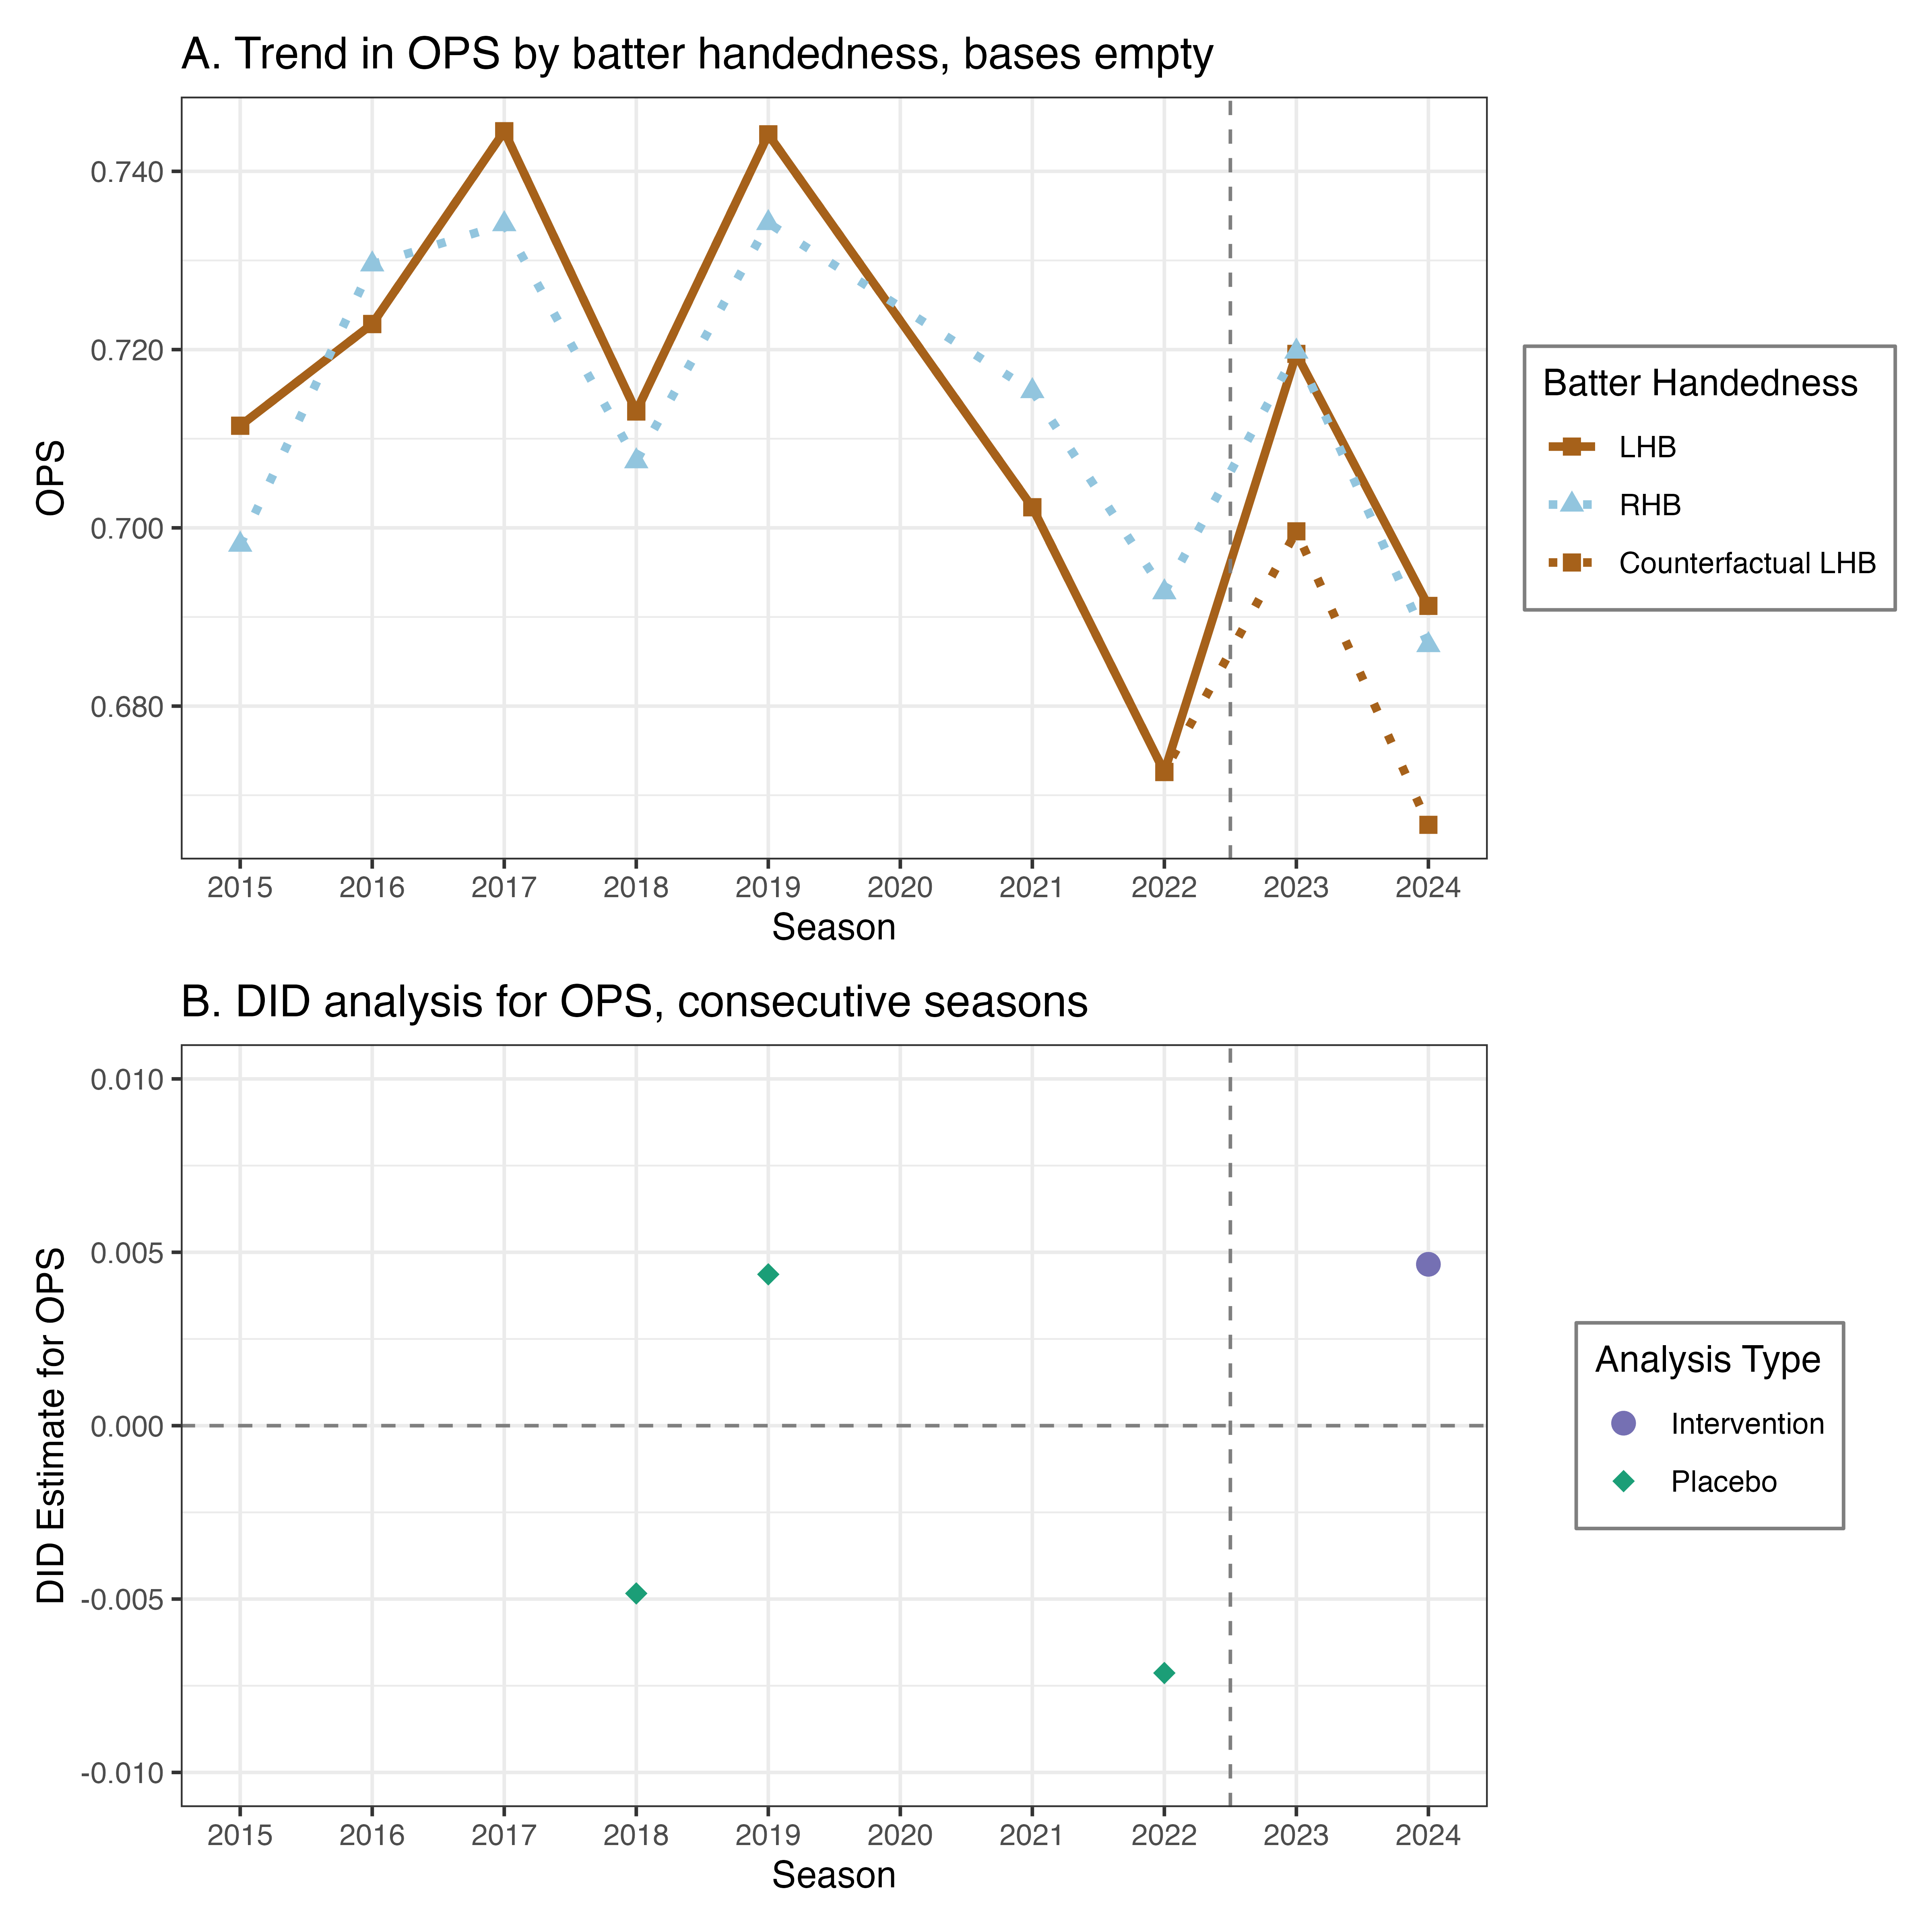 A. Trend in OPS by batter handedness, bases empty
0.740
0.720
0.700
0.680
OPS
2015 2016 2017 2018 2019 2020 2021 2022 2023 2024
Season
Batter Handedness
LHB
RHB
Counterfactual LHB
B. DID analysis for OPS, consecutive seasons
0.010
0.005
0.000
-0.005
-0.010
DID Estimate for OPS
2015 2016 2017 2018 2019 2020 2021 2022 2023 2024
Season
Analysis Type
Intervention
Placebo